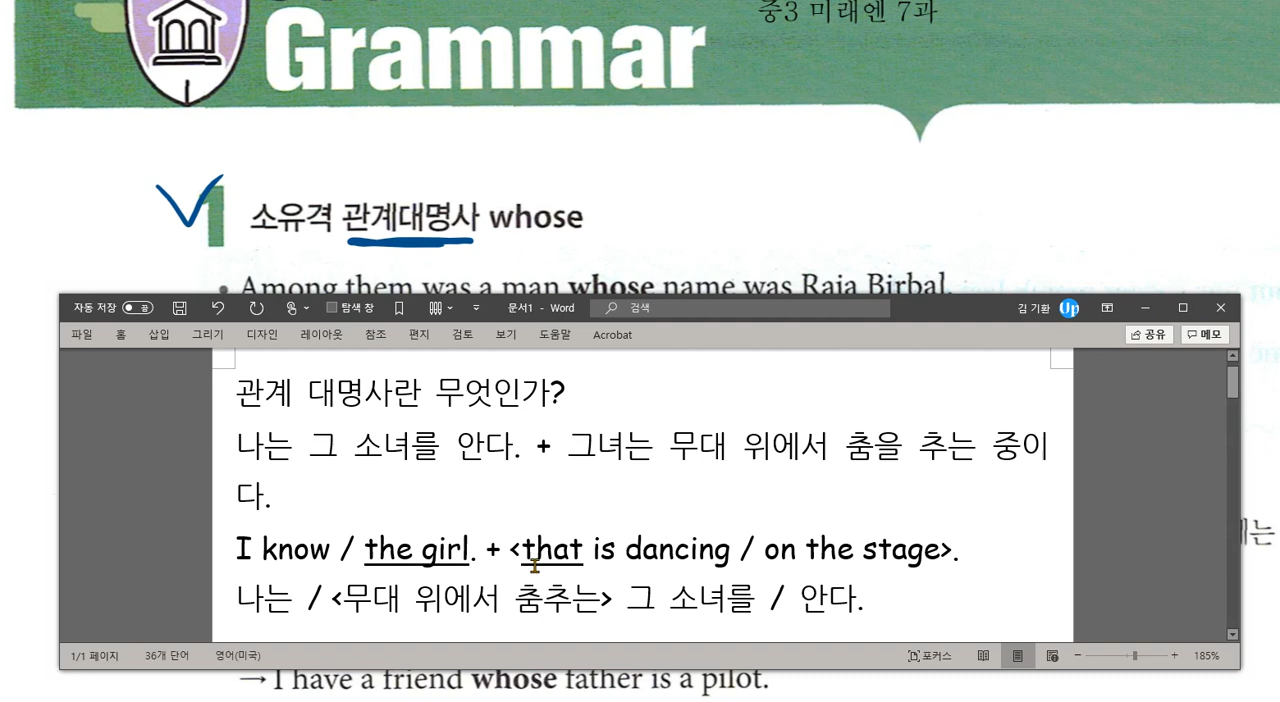 중3 미래엔 7과
Grammar
1 소유격 관계대명사 whose
• Among them was a man whose name was Raja Birbal.
자동 저장 끔 탐색 창 문서1 - Word 검색 김 기환 Up
파일 홈 삽입 그리기 디자인 레이아웃 참조 편지 검토 보기 도움말 Acrobat 공유 메모
관계 대명사란 무엇인가?
나는 그 소녀를 안다. + 그녀는 무대 위에서 춤을 추는 중이
다.
I know / the girl. + <that is dancing / on the stage>.
나는 / <무대 위에서 춤추는> 그 소녀를 / 안다.
1/1 페이지 36개 단어 영어(미국) 포커스 185%
→ I have a friend whose father is a pilot.